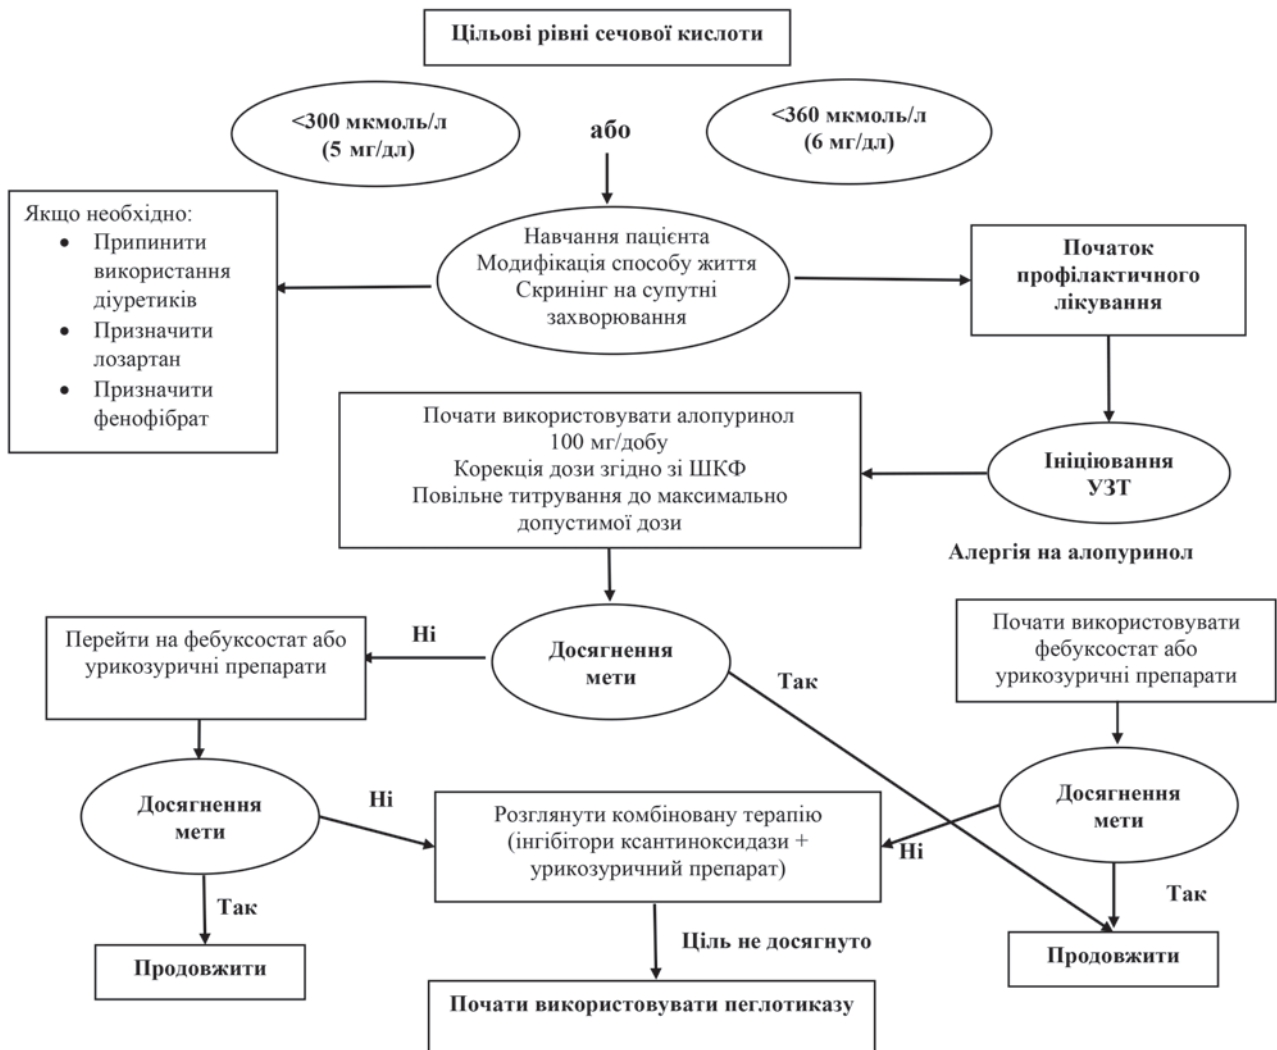 Цільові рівні сечової кислоти
<300 мкмоль/л
(5 мг/дл)
або
<360 мкмоль/л
(6 мг/дл)
Якщо необхідно:
• Припинити
використання
діуретиків
• Призначити
лозартан
• Призначити
фенофібрат
Навчання пацієнта
Модифікація способу життя
Скринінг на супутні
захворювання
Початок
профілактичного
лікування
Почати використовувати алопуринол
100 мг/добу
Корекція дози згідно зі ШКФ
Повільне титрування до максимально
допустимої дози
Ініціювання
УЗТ
Алергія на алопуринол
Перейти на фебуксостат або
урикозуричні препарати
Ні
Досягнення
мети
Так
Почати використовувати
фебуксостат або
урикозуричні препарати
Досягнення
мети
Ні
Розглянути комбіновану терапію
(інгібітори ксантиноксидази +
урикозуричний препарат)
Ні
Досягнення
мети
Так
Так
Продовжити
Ціль не досягнуто
Продовжити
Почати використовувати пеглотиказу